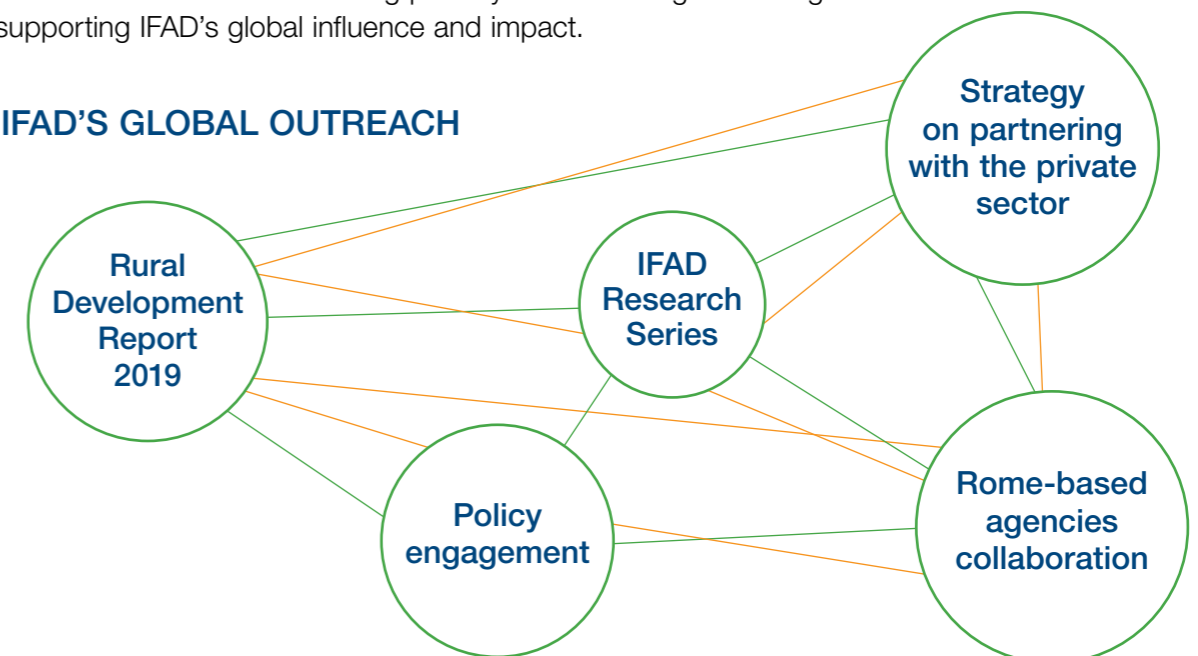 supporting IFAD's global influence and impact.
IFAD'S GLOBAL OUTREACH
Strategy
on partnering
with the private
sector
Rural
Development
Report
2019
IFAD
Research
Series
Policy
engagement
Rome-based
agencies
collaboration